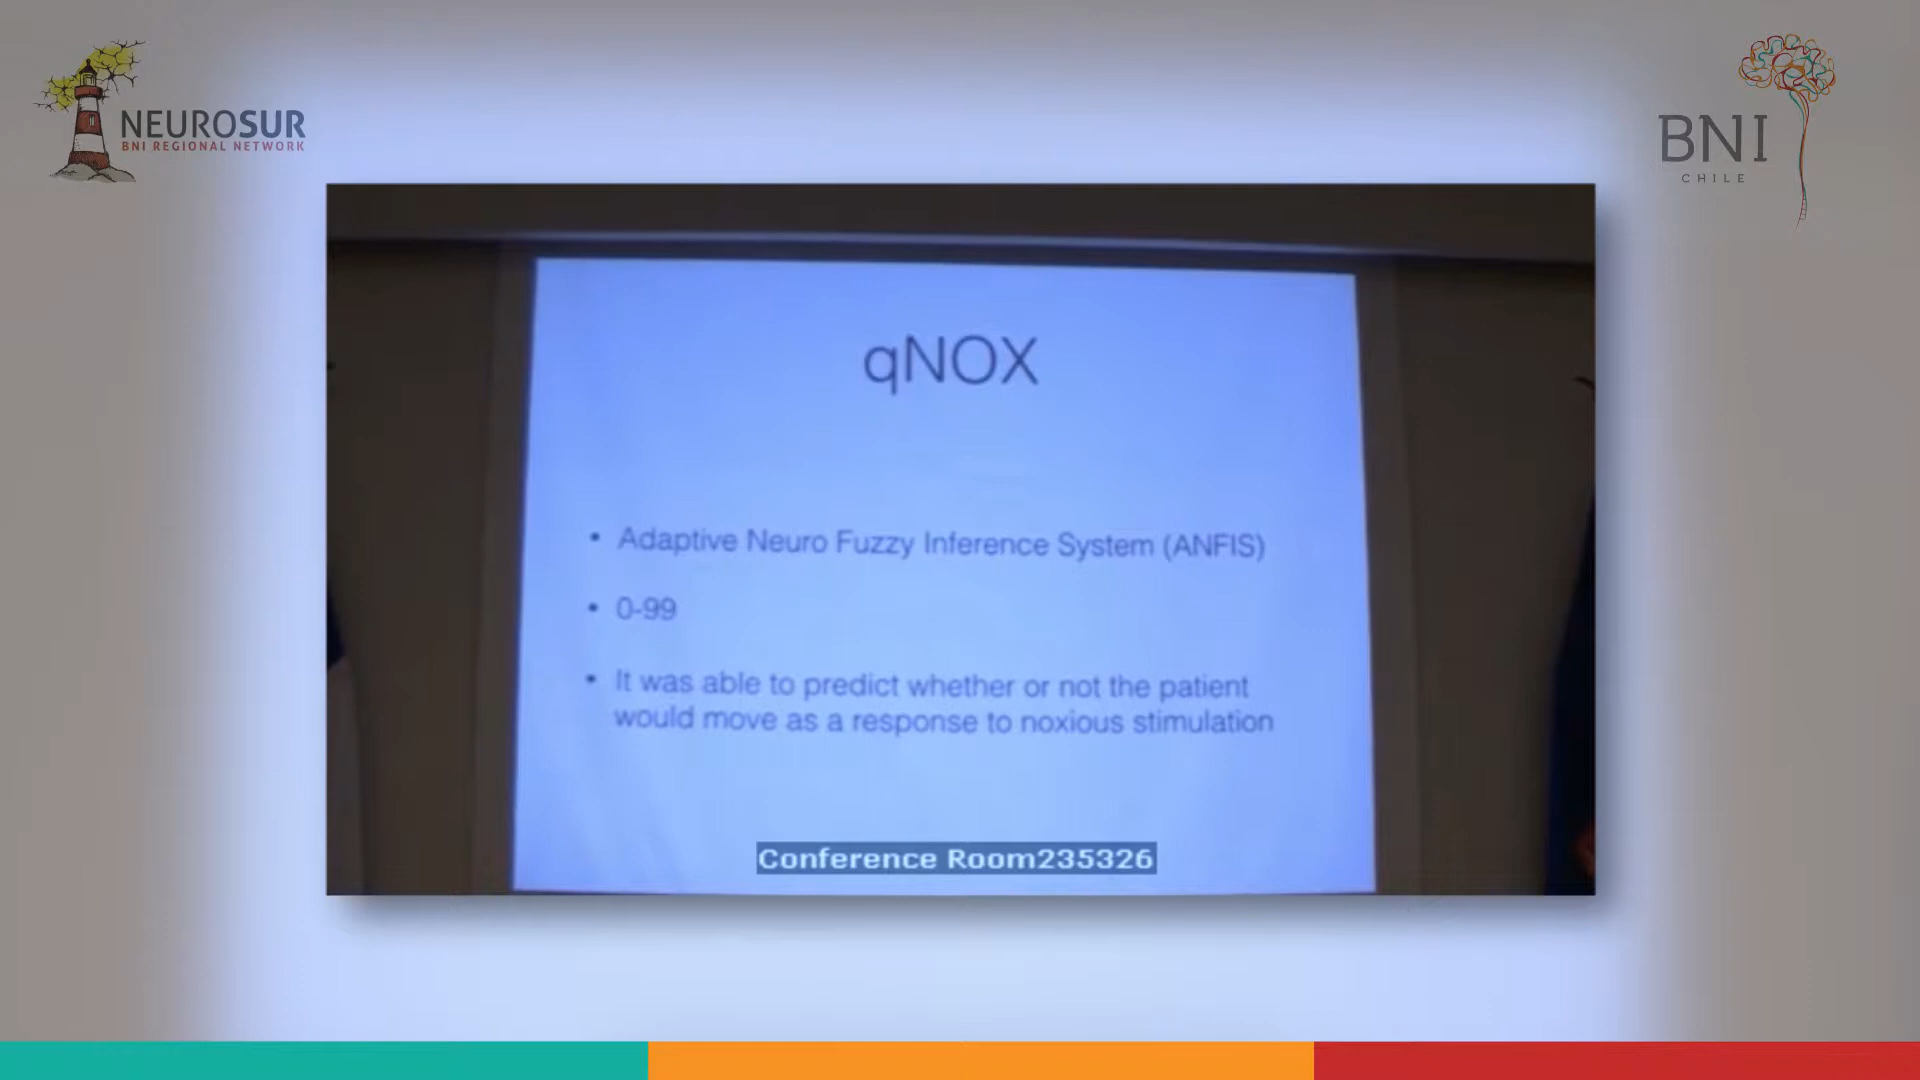 NEUROSUR
BNI REGIONAL NETWORK
BNI
CHILE
qNOX
• Adaptive Neuro Fuzzy Inference System (ANFIS)
• 0-99
• It was able to predict whether or not the patient
would move as a response to noxious stimulation
Conference Room235326